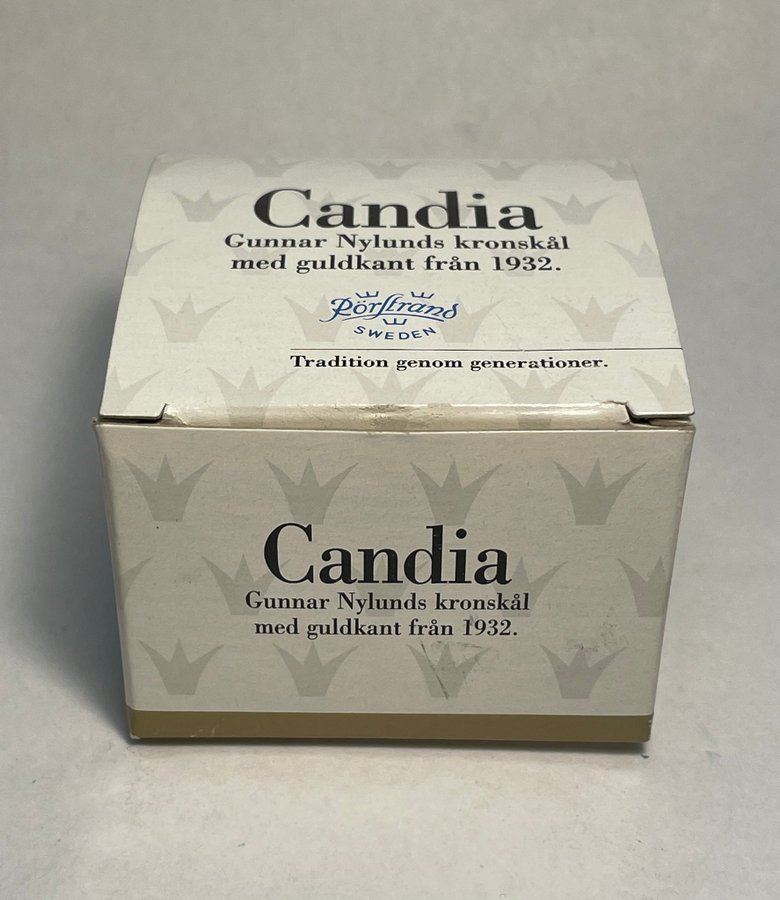 Candia
Gunnar Nylunds kronskål
med guldkant från 1932.
Rörstrand
SWEDEN
Tradition genom generationer.
Candia
Gunnar Nylunds kronskål
med guldkant från 1932.